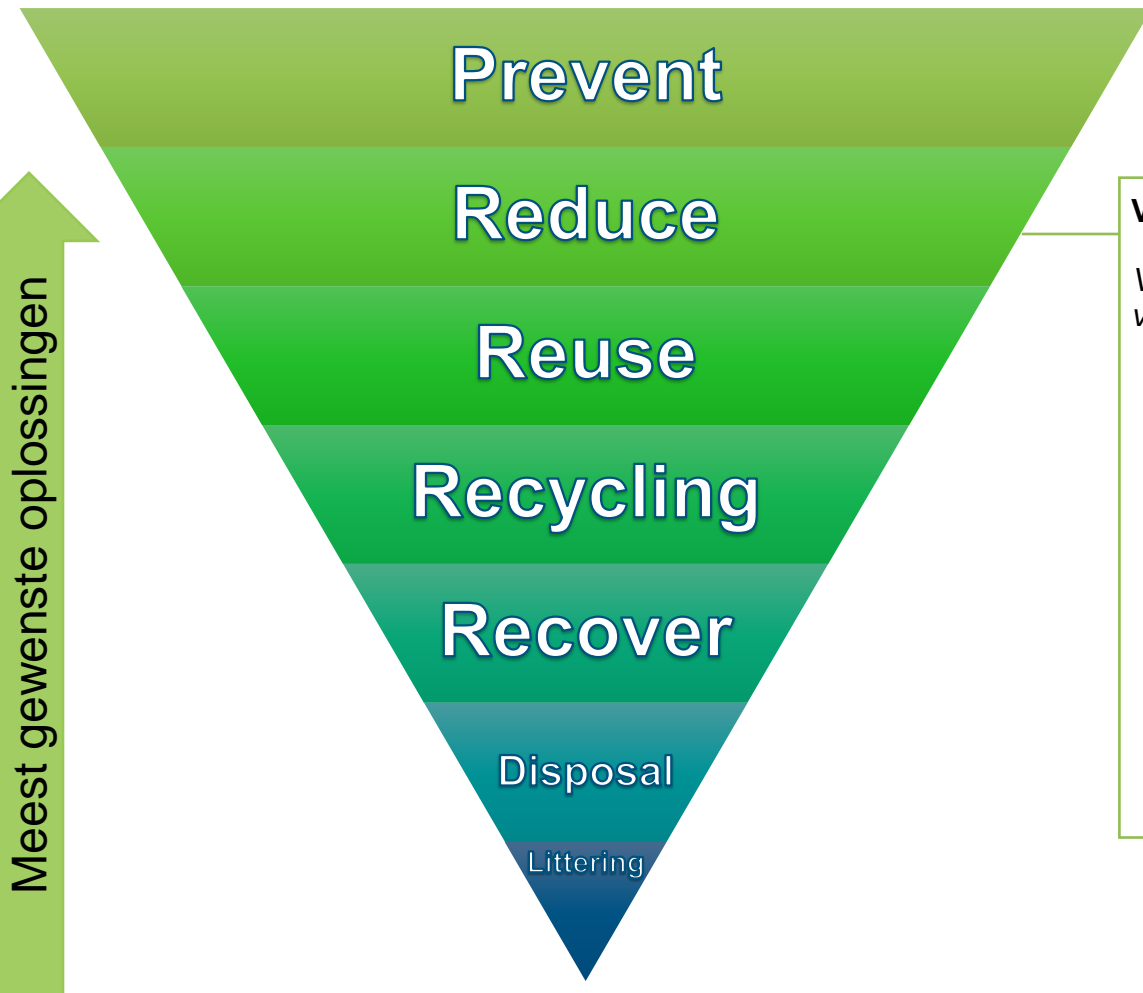 Prevent
Reduce
Reuse
Recycling
Recover
Disposal
Littering
Meest gewenste oplossingen